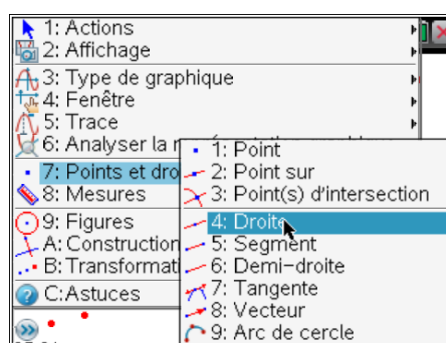 1: Actions
2: Affichage
3: Type de graphique
4: Fenêtre
5: Trace
6: Analyser la
7: Points et dro
8: Mesures
9: Figures
A: Construction
B: Transformati
C:Astuces
1: Point
2: Point sur
3: Point(s) d'intersection
4: Droite
5: Segment
6: Demi-droite
7: Tangente
8: Vecteur
9: Arc de cercle